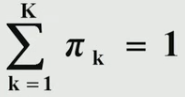 K
∑ π k = 1
k = 1